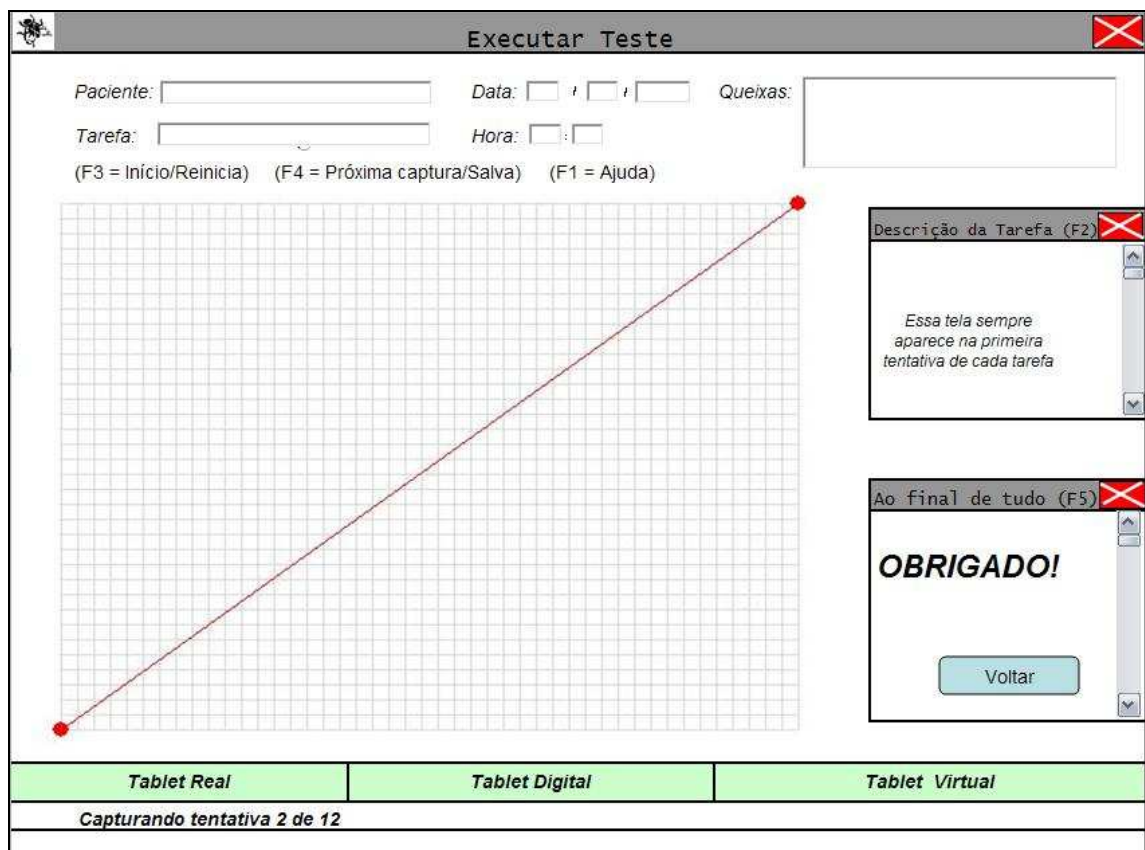 Executar Teste
Paciente: Data: / / Queixas:
Tarefa: Hora: :
(F3 = Início/Reinicia) (F4 = Próxima captura/Salva) (F1 = Ajuda)
Descrição da Tarefa (F2)
Essa tela sempre
aparece na primeira
tentativa de cada tarefa
Ao final de tudo (F5)
OBRIGADO!
Voltar
Tablet Real Tablet Digital Tablet Virtual
Capturando tentativa 2 de 12